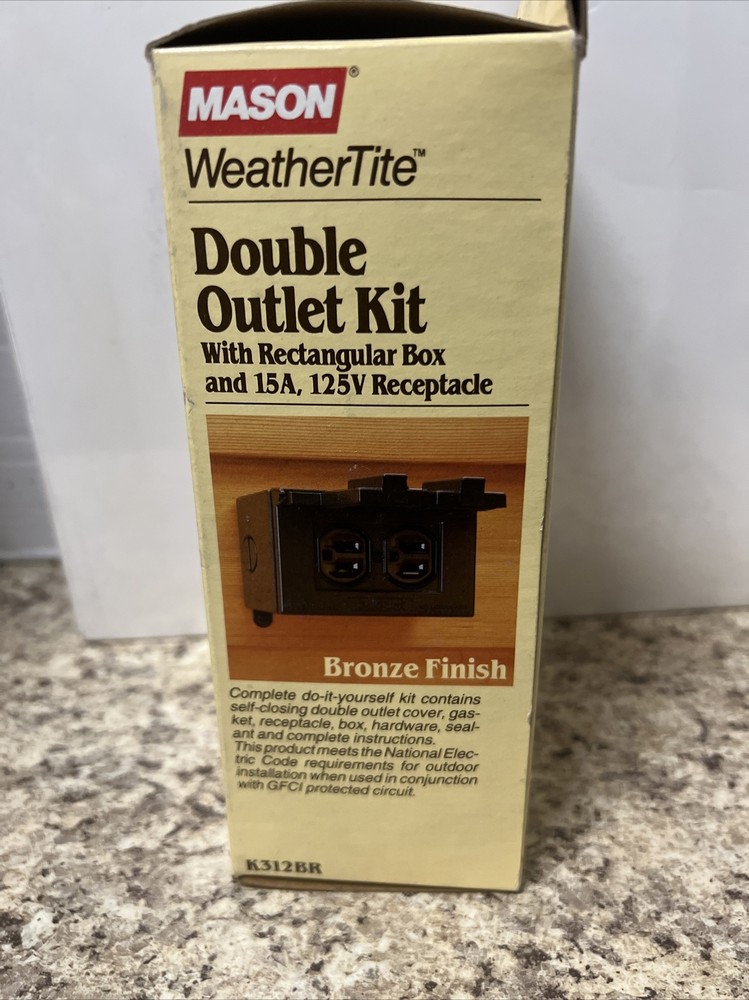 MASON®
WeatherTite™
Double
Outlet Kit
With Rectangular Box
and 15A, 125V Receptacle
Bronze Finish
Complete do-it-yourself kit contains
self-closing double outlet cover, gas-
ket, receptacle, box, hardware, seal-
ant and complete instructions.
This product meets the National Elec-
tric Code requirements for outdoor
installation when used in conjunction
with GFCI protected circuit.
K312BR